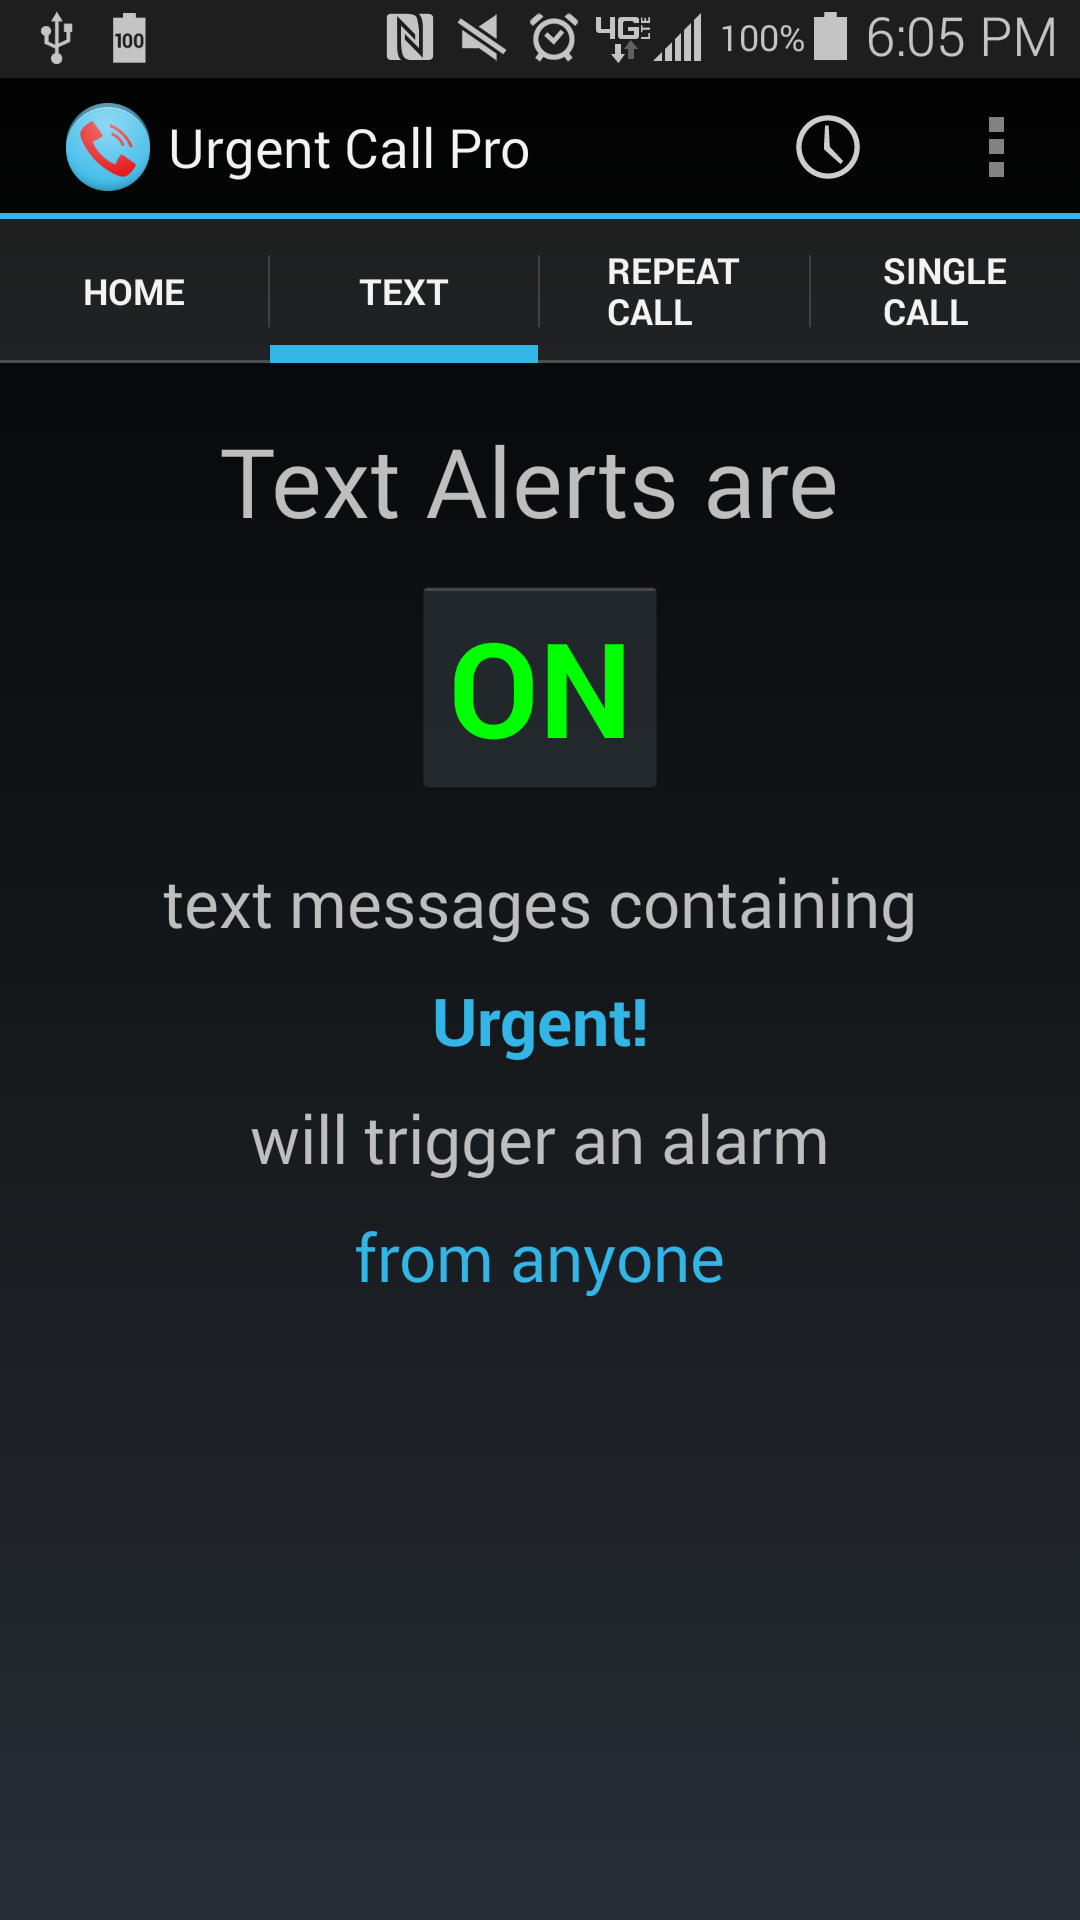 100 4G LTE 100% 6:05 PM
Urgent Call Pro
HOME TEXT REPEAT CALL SINGLE CALL
Text Alerts are
ON
text messages containing
Urgent!
will trigger an alarm
from anyone